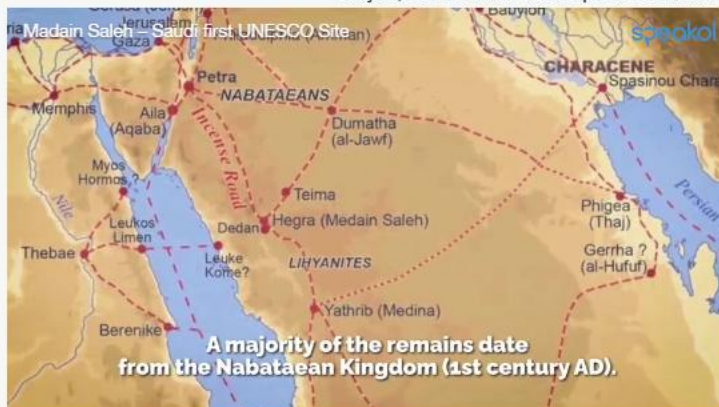 Madain Saleh – Saudi first UNESCO Site
speakol
Jerusalem
Gaza
Babylon
Petra
CHARACENE
Spasinou Char
Memphis
NABATAEANS
Aila
(Aqaba)
Dumatha
(al-Jawf)
Incense Road
Myos
Hormos ?
Nile
Teima
Persian
Phigea
(Thaj)
Leukos
Limen
Dedan
Hegra (Medain Saleh)
Thebae
Leuke
Kome?
LIHYANITES
Gerrha ?
(al-Hufuf)
Yathrib (Medina)
Berenike
A majority of the remains date
from the Nabataean Kingdom (1st century AD).